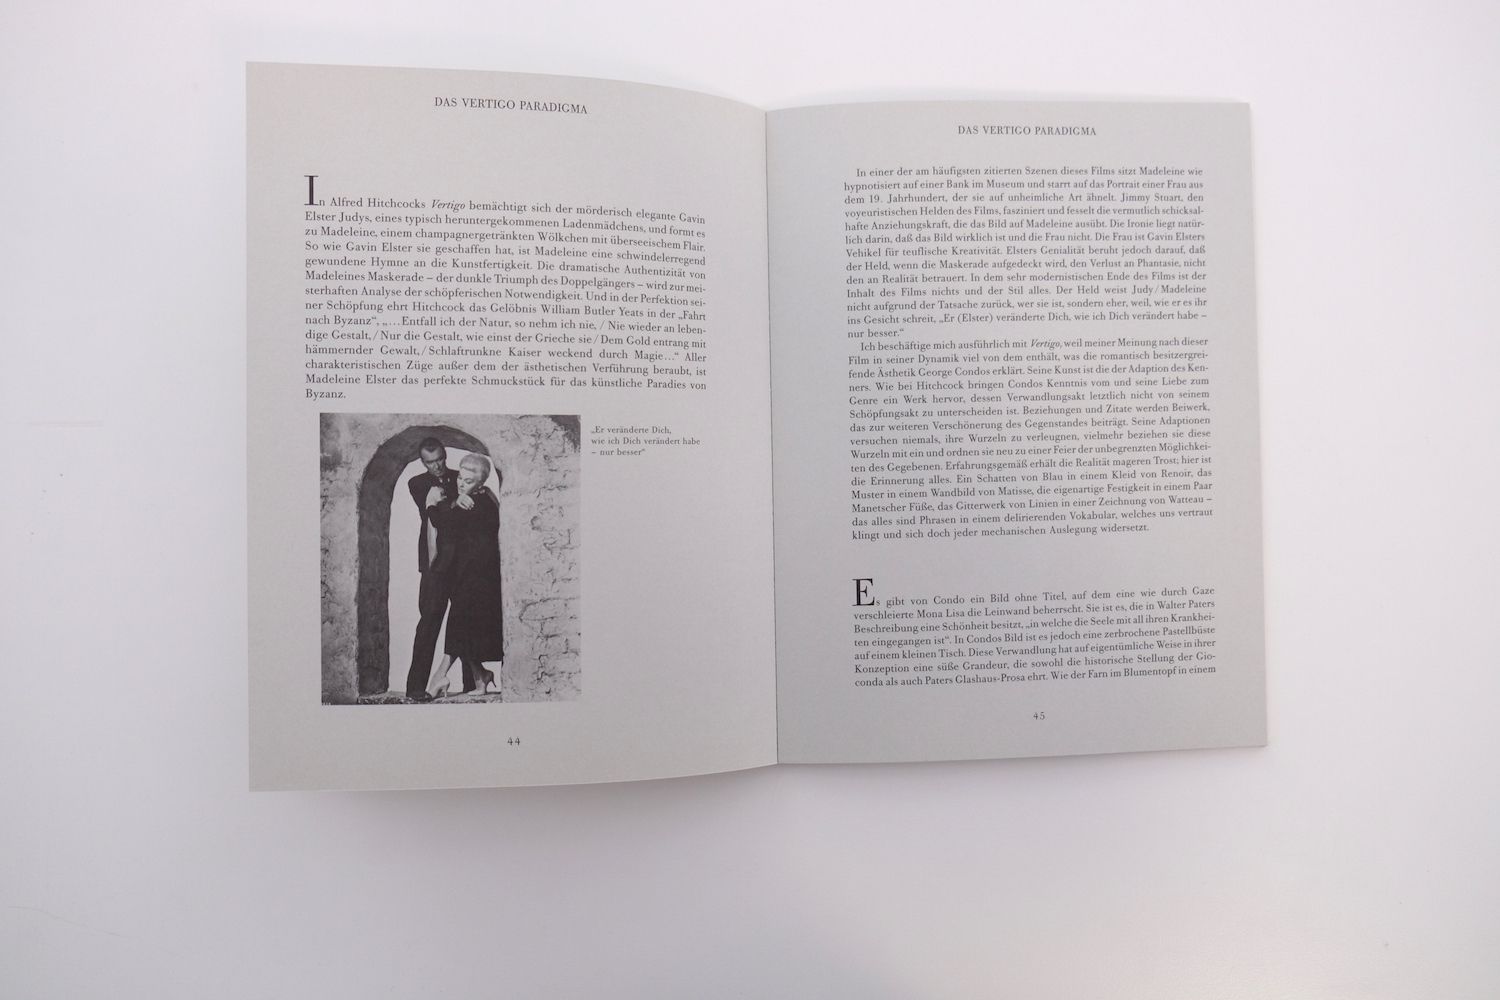 DAS VERTIGO PARADIGMA
In Alfred Hitchcocks Vertigo bemächtigt sich der mörderisch elegante Gavin
Elster Judys, eines typisch heruntergekommenen Ladenmädchens, und formt es
zu Madeleine, einem champagnergetränkten Wölkchen mit überseeischem Flair.
So wie Gavin Elster sie geschaffen hat, ist Madeleine eine schwindelerregend
gewundene Hymne an die Kunstfertigkeit. Die dramatische Authentizität von
Madeleines Maskerade – der dunkle Triumph des Doppelgängers – wird zur mei-
sterhaften Analyse der schöpferischen Notwendigkeit. Und in der Perfektion sei-
ner Schöpfung ehrt Hitchcock das Gelöbnis William Butler Yeats in der „Fahrt
nach Byzanz“, „…Entfall ich der Natur, so nehm ich nie, / Nie wieder an leben-
dige Gestalt, / Nur die Gestalt, wie einst der Grieche sie / Dem Gold entrang mit
hämmernder Gewalt, / Schlaftrunkne Kaiser weckend durch Magie…“ Aller
charakteristischen Züge außer dem der ästhetischen Verführung beraubt, ist
Madeleine Elster das perfekte Schmuckstück für das künstliche Paradies von
Byzanz.
„Er veränderte Dich,
wie ich Dich verändert habe
– nur besser“
44
DAS VERTIGO PARADIGMA
In einer der am häufigsten zitierten Szenen dieses Films sitzt Madeleine wie
hypnotisiert auf einer Bank im Museum und starrt auf das Portrait einer Frau aus
dem 19. Jahrhundert, der sie auf unheimliche Art ähnelt. Jimmy Stuart, den
voyeuristischen Helden des Films, fasziniert und fesselt die vermutlich schicksal-
hafte Anziehungskraft, die das Bild auf Madeleine ausübt. Die Ironie liegt natür-
lich darin, daß das Bild wirklich ist und die Frau nicht. Die Frau ist Gavin Elsters
Vehikel für teuflische Kreativität. Elsters Genialität beruht jedoch darauf, daß
der Held, wenn die Maskerade aufgedeckt wird, den Verlust an Phantasie, nicht
den an Realität betrauert. In dem sehr modernistischen Ende des Films ist der
Inhalt des Films nichts und der Stil alles. Der Held weist Judy / Madeleine
nicht aufgrund der Tatsache zurück, wer sie ist, sondern eher, weil, wie er es ihr
ins Gesicht schreit, „Er (Elster) veränderte Dich, wie ich Dich verändert habe –
nur besser.“
Ich beschäftige mich ausführlich mit Vertigo, weil meiner Meinung nach dieser
Film in seiner Dynamik viel von dem enthält, was die romantisch besitzergrei-
fende Ästhetik George Condos erklärt. Seine Kunst ist die der Adaption des Ken-
ners. Wie bei Hitchcock bringen Condos Kenntnis vom und seine Liebe zum
Genre ein Werk hervor, dessen Verwandlungsakt letztlich nicht von seinem
Schöpfungsakt zu unterscheiden ist. Beziehungen und Zitate werden Beiwerk,
das zur weiteren Verschönerung des Gegenstandes beiträgt. Seine Adaptionen
versuchen niemals, ihre Wurzeln zu verleugnen, vielmehr beziehen sie diese
Wurzeln mit ein und ordnen sie neu zu einer Feier der unbegrenzten Möglichkei-
ten des Gegebenen. Erfahrungsgemäß erhält die Realität mageren Trost; hier ist
die Erinnerung alles. Ein Schatten von Blau in einem Kleid von Renoir, das
Muster in einem Wandbild von Matisse, die eigenartige Festigkeit in einem Paar
Manetscher Füße, das Gitterwerk von Linien in einer Zeichnung von Watteau –
das alles sind Phrasen in einem delirierenden Vokabular, welches uns vertraut
klingt und sich doch jeder mechanischen Auslegung widersetzt.
Es gibt von Condo ein Bild ohne Titel, auf dem eine wie durch Gaze
verschleierte Mona Lisa die Leinwand beherrscht. Sie ist es, die in Walter Paters
Beschreibung eine Schönheit besitzt, „in welche die Seele mit all ihren Krankhei-
ten eingegangen ist“. In Condos Bild ist es jedoch eine zerbrochene Pastellbüste
auf einem kleinen Tisch. Diese Verwandlung hat auf eigentümliche Weise in ihrer
Konzeption eine süße Grandeur, die sowohl die historische Stellung der Gio-
conda als auch Paters Glashaus-Prosa ehrt. Wie der Farn im Blumentopf in einem
45